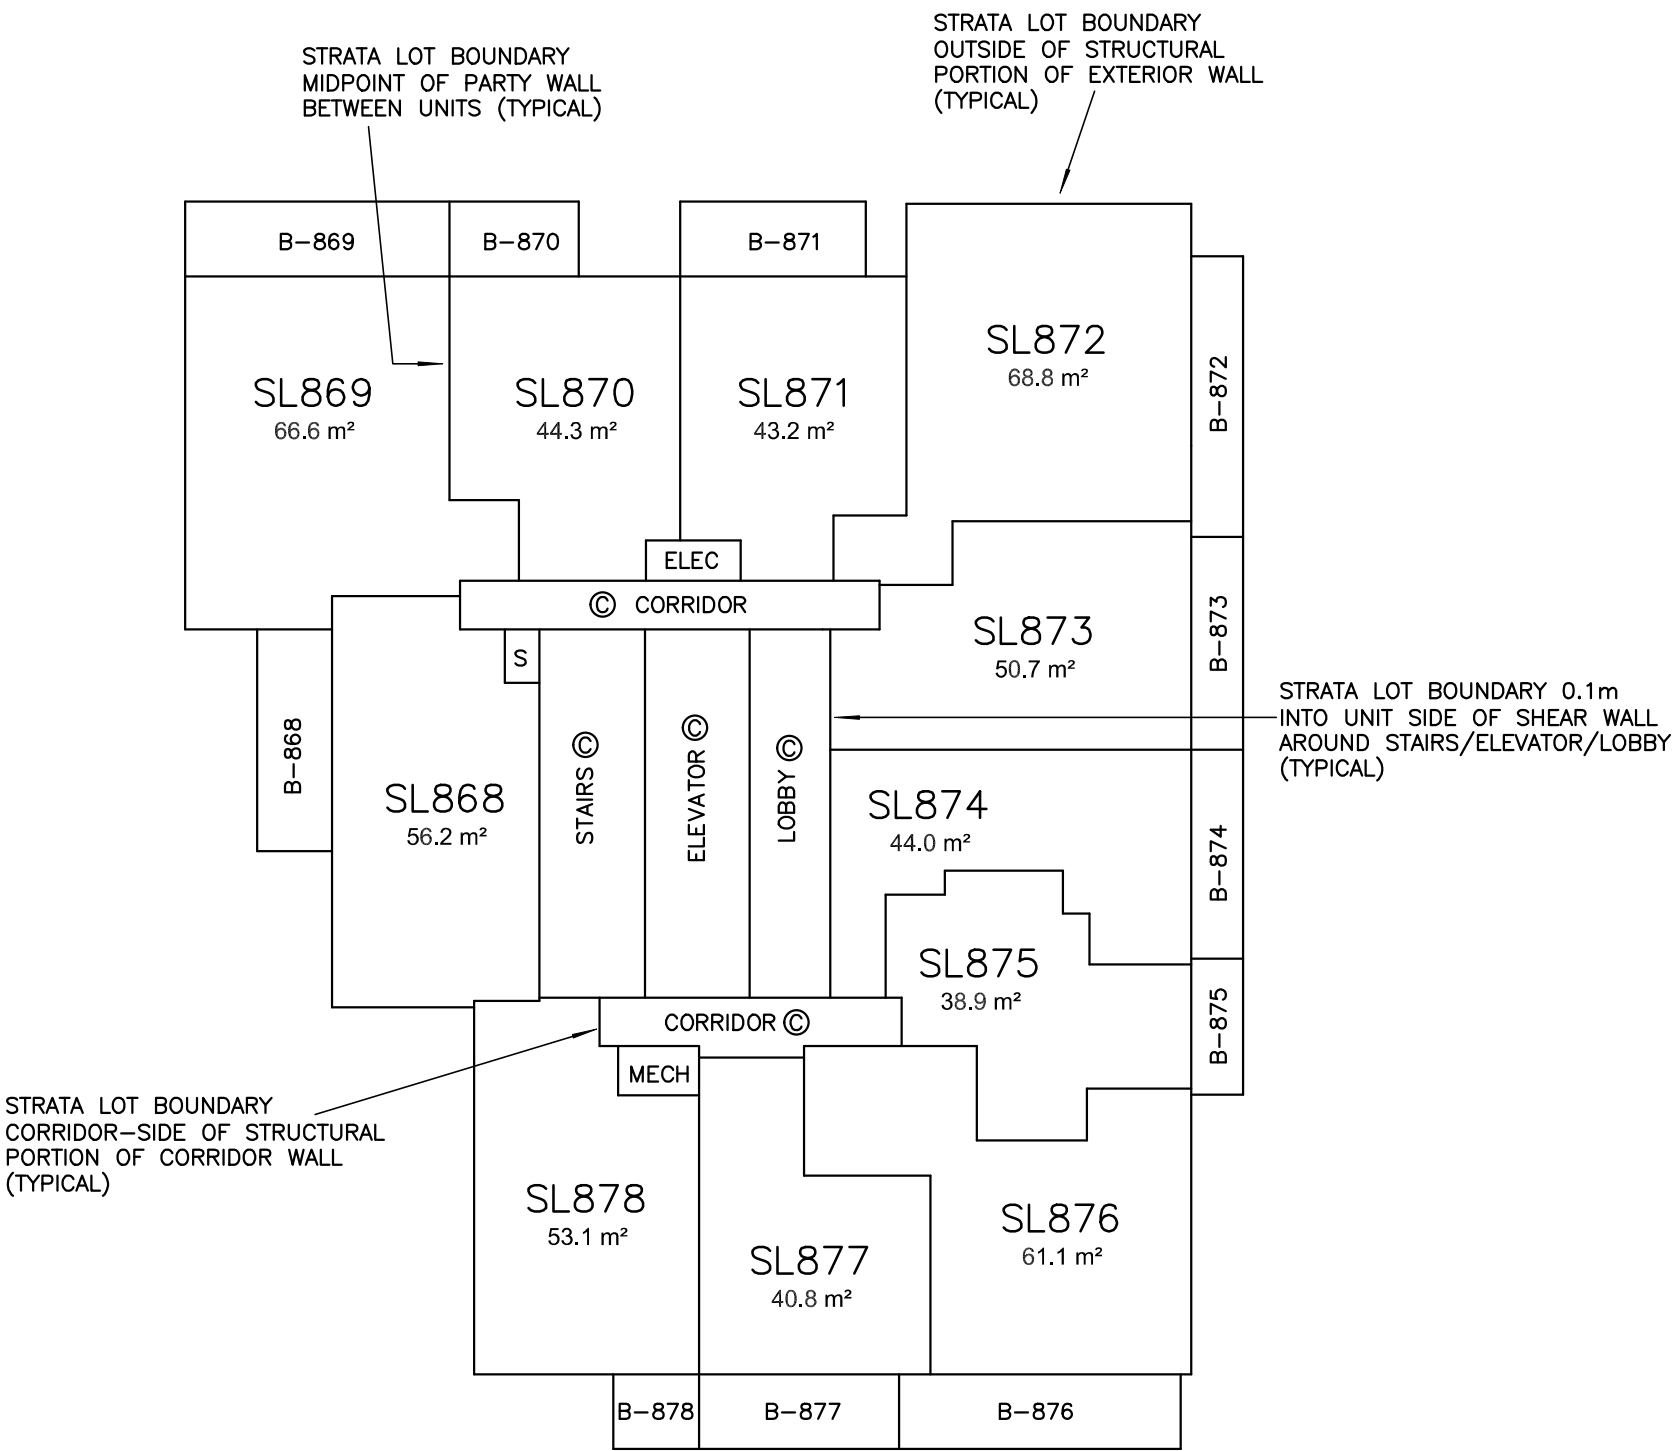 STRATA LOT BOUNDARY
OUTSIDE OF STRUCTURAL
PORTION OF EXTERIOR WALL
(TYPICAL)
STRATA LOT BOUNDARY
MIDPOINT OF PARTY WALL
BETWEEN UNITS (TYPICAL)
B-869
B-870
B-871
SL872
68.8 m²
B-872
SL869
66.6 m²
SL870
44.3 m²
SL871
43.2 m²
ELEC
© CORRIDOR
SL873
50.7 m²
B-873
S
STRATA LOT BOUNDARY 0.1m
INTO UNIT SIDE OF SHEAR WALL
AROUND STAIRS/ELEVATOR/LOBBY
(TYPICAL)
B-868
SL868
56.2 m²
STAIRS ©
ELEVATOR ©
LOBBY ©
SL874
44.0 m²
B-874
SL875
38.9 m²
B-875
CORRIDOR ©
MECH
STRATA LOT BOUNDARY
CORRIDOR-SIDE OF STRUCTURAL
PORTION OF CORRIDOR WALL
(TYPICAL)
SL878
53.1 m²
SL877
40.8 m²
SL876
61.1 m²
B-878
B-877
B-876